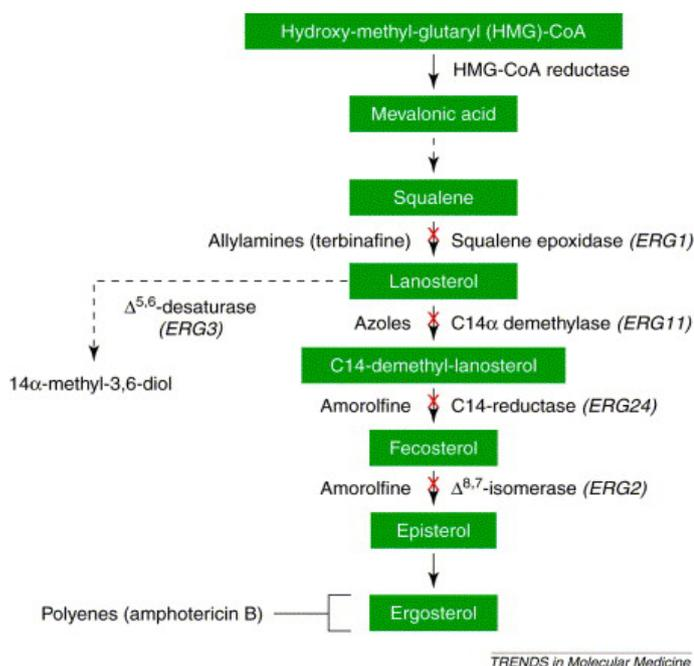 Hydroxy-methyl-glutaryl (HMG)-CoA
HMG-CoA reductase
Mevalonic acid
Squalene
Allylamines (terbinafine) Squalene epoxidase (ERG1)
Lanosterol
Δ5,6-desaturase
(ERG3)
Azoles C14α demethylase (ERG11)
C14-demethyl-lanosterol
14α-methyl-3,6-diol
Amorolfine C14-reductase (ERG24)
Fecosterol
Amorolfine Δ8,7-isomerase (ERG2)
Episterol
Polyenes (amphotericin B) Ergosterol
TRENDS in Molecular Medicine